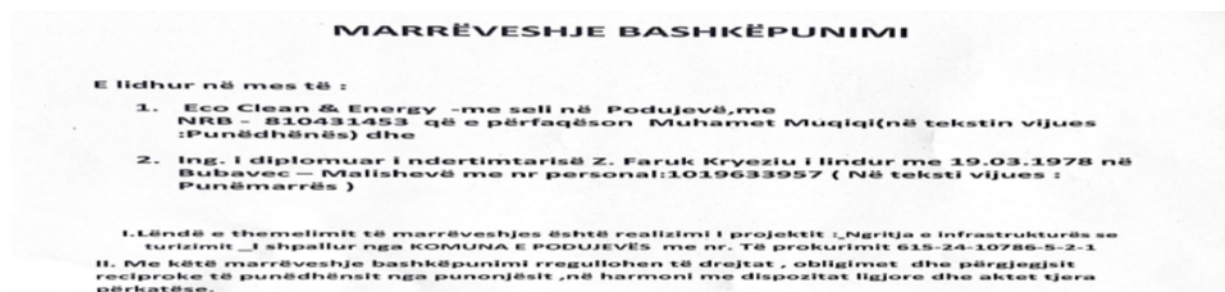 MARRËVESHJE BASHKËPUNIMI
E lidhur në mes të :
1. Eco Clean & Energy -me seli në Podujevë,me
NRB - 810431453 që e përfaqëson Muhamet Muqiqi(në tekstin vijues
:Punëdhënës) dhe
2. Ing. i diplomuar i ndertimtarisë Z. Faruk Kryeziu i lindur me 19.03.1978 në
Bubavec – Malishevë me nr personal:1019633957 ( Në teksti vijues :
Punëmarrës )
I.Lëndë e themelimit të marrëveshjes është realizimi I projektit :_Ngritja e infrastrukturës se
turizimit _I shpallur nga KOMUNA E PODUJEVËS me nr. Të prokurimit 615-24-10786-5-2-1
II. Me këtë marrëveshje bashkëpunimi rregullohen të drejtat , obligimet dhe përgjegjsit
reciproke të punëdhënsit nga punonjësit ,në harmoni me dispozitat ligjore dhe aktet tjera
përkatëse.